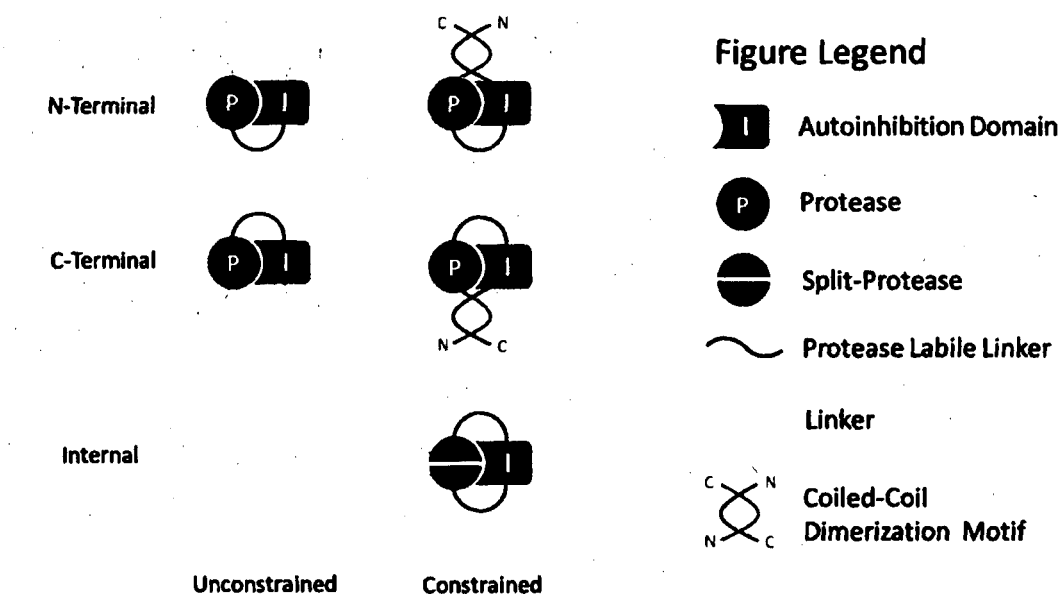 C N
N-Terminal
P I
P I
C-Terminal
P I
P I
N C
Internal
I
Unconstrained
Constrained
Figure Legend
I Autoinhibition Domain
P Protease
Split-Protease
Protease Labile Linker
Linker
C N
Coiled-Coil
Dimerization Motif
N C